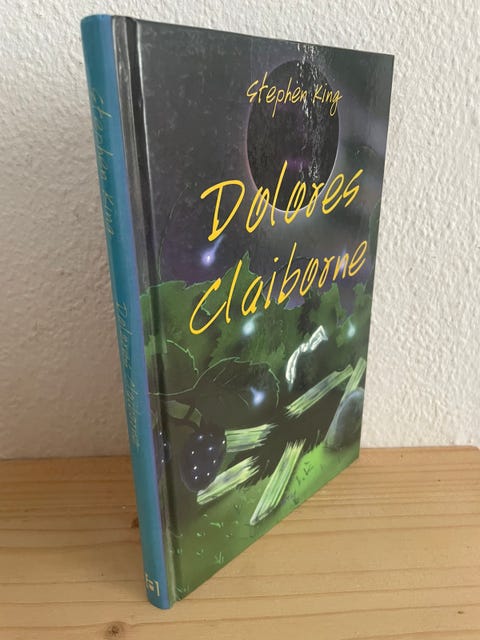 Stephen King
Dolores
Claiborne
Stephen King
Dolores Claiborne